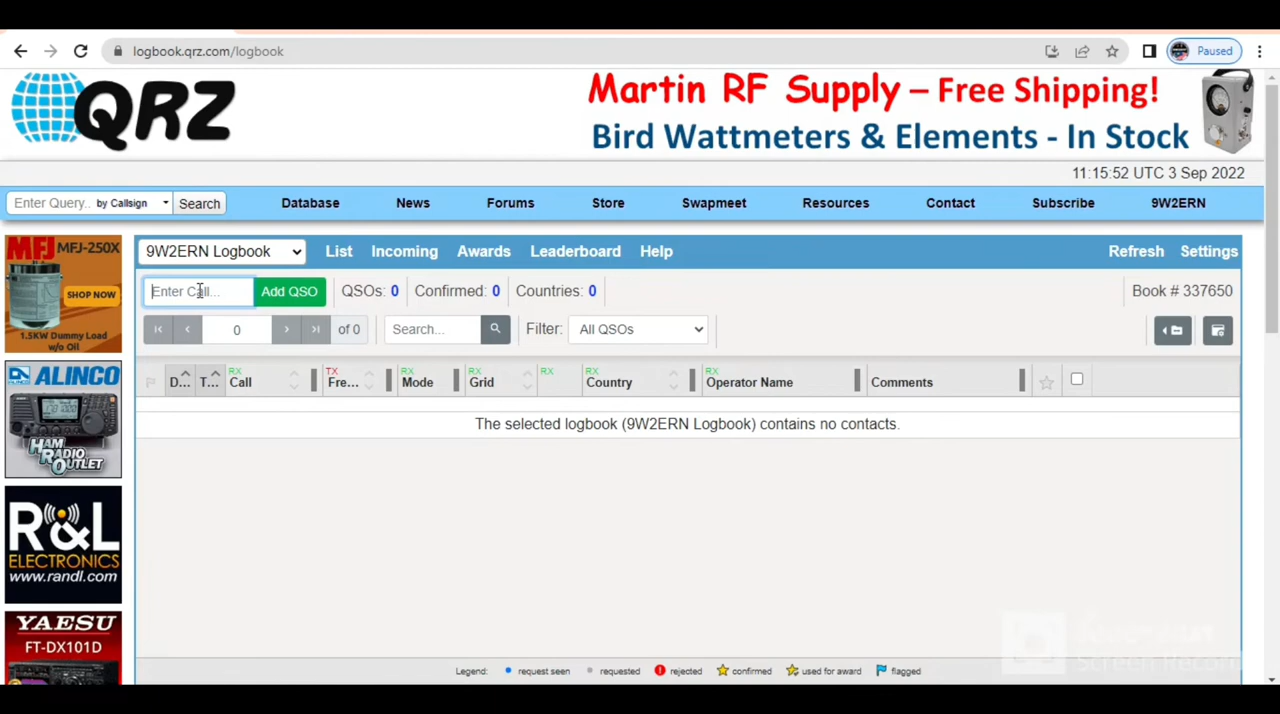 logbook.qrz.com/logbook
Paused
QRZ
Martin RF Supply – Free Shipping!
Bird Wattmeters & Elements - In Stock
11:15:52 UTC 3 Sep 2022
Enter Query.. by Callsign Search Database News Forums Store Swapmeet Resources Contact Subscribe 9W2ERN
MFJ MFJ-250X
SHOP NOW
1.5KW Dummy Load
w/o Oil
9W2ERN Logbook List Incoming Awards Leaderboard Help Refresh Settings
Enter Call... Add QSO QSOs: 0 Confirmed: 0 Countries: 0 Book # 337650
0 of 0 Search... Filter: All QSOs
RX TX RX RX RX RX RX
D... T... Call Fre... Mode Grid Country Operator Name Comments
The selected logbook (9W2ERN Logbook) contains no contacts.
ALINCO
HAM RADIO OUTLET
R&L
ELECTRONICS
www.randl.com
YAESU
FT-DX101D
Legend: request seen requested rejected confirmed used for award flagged